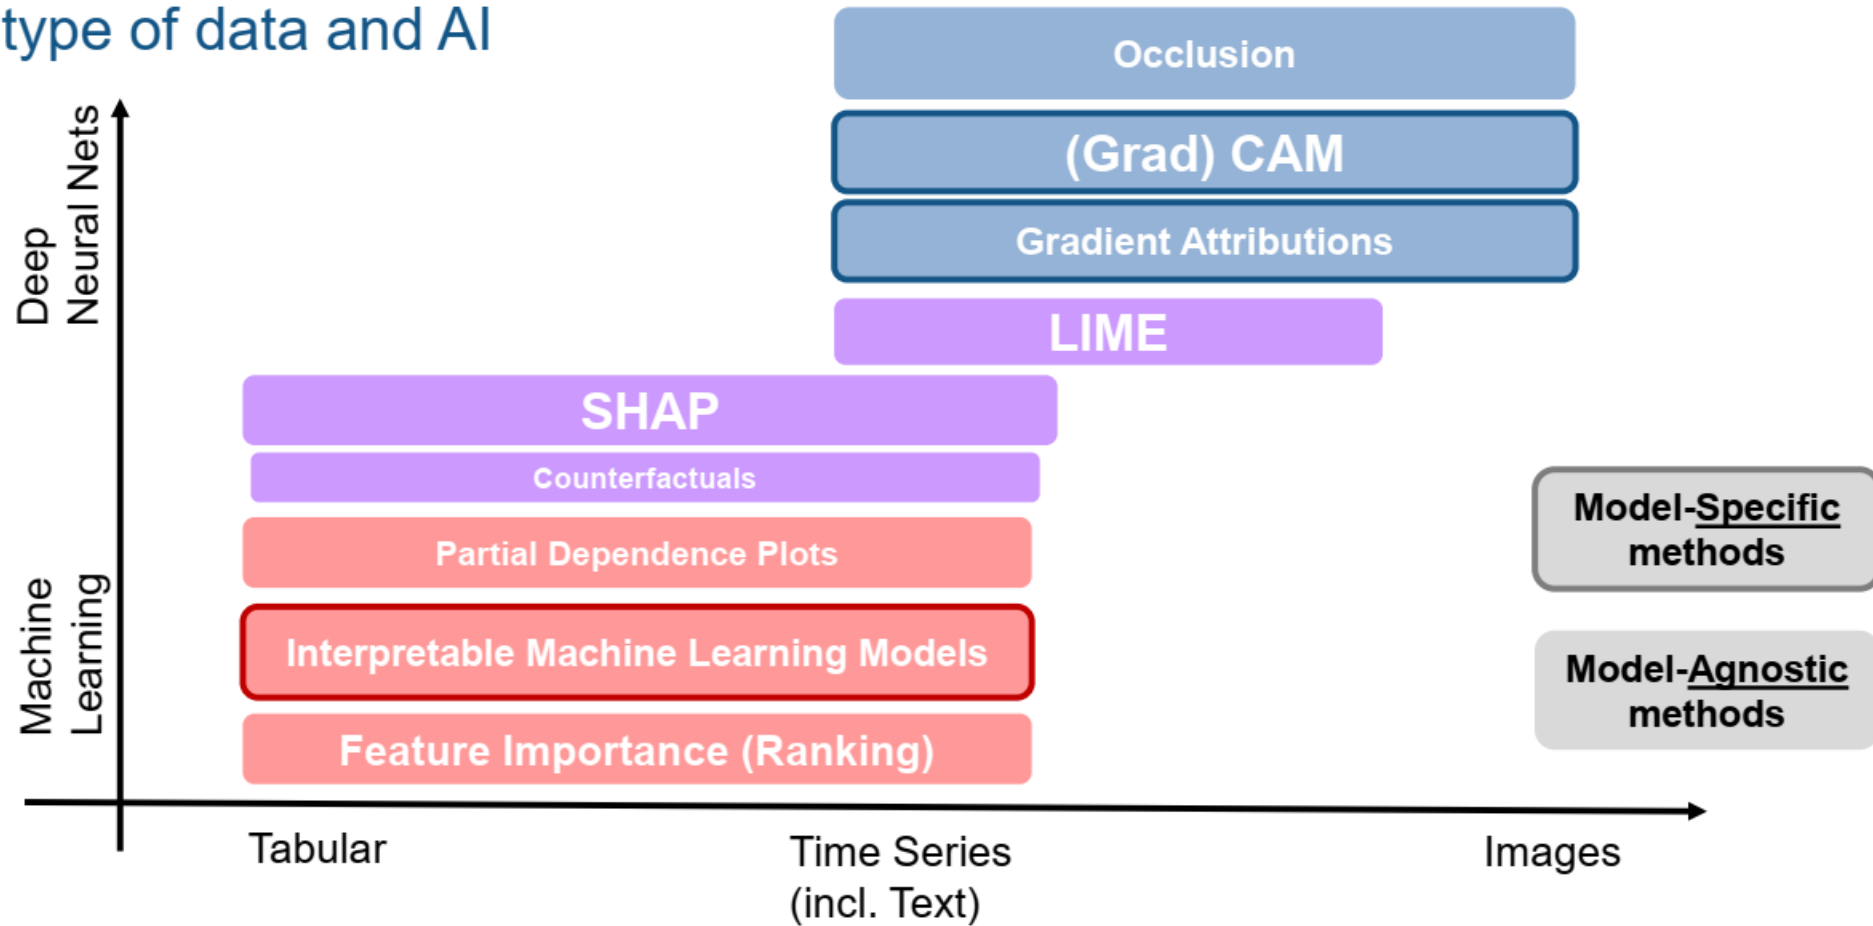 type of data and AI
Occlusion
(Grad) CAM
Gradient Attributions
LIME
SHAP
Counterfactuals
Partial Dependence Plots
Interpretable Machine Learning Models
Feature Importance (Ranking)
Deep
Neural Nets
Machine
Learning
Model-Specific
methods
Model-Agnostic
methods
Tabular
Time Series
(incl. Text)
Images